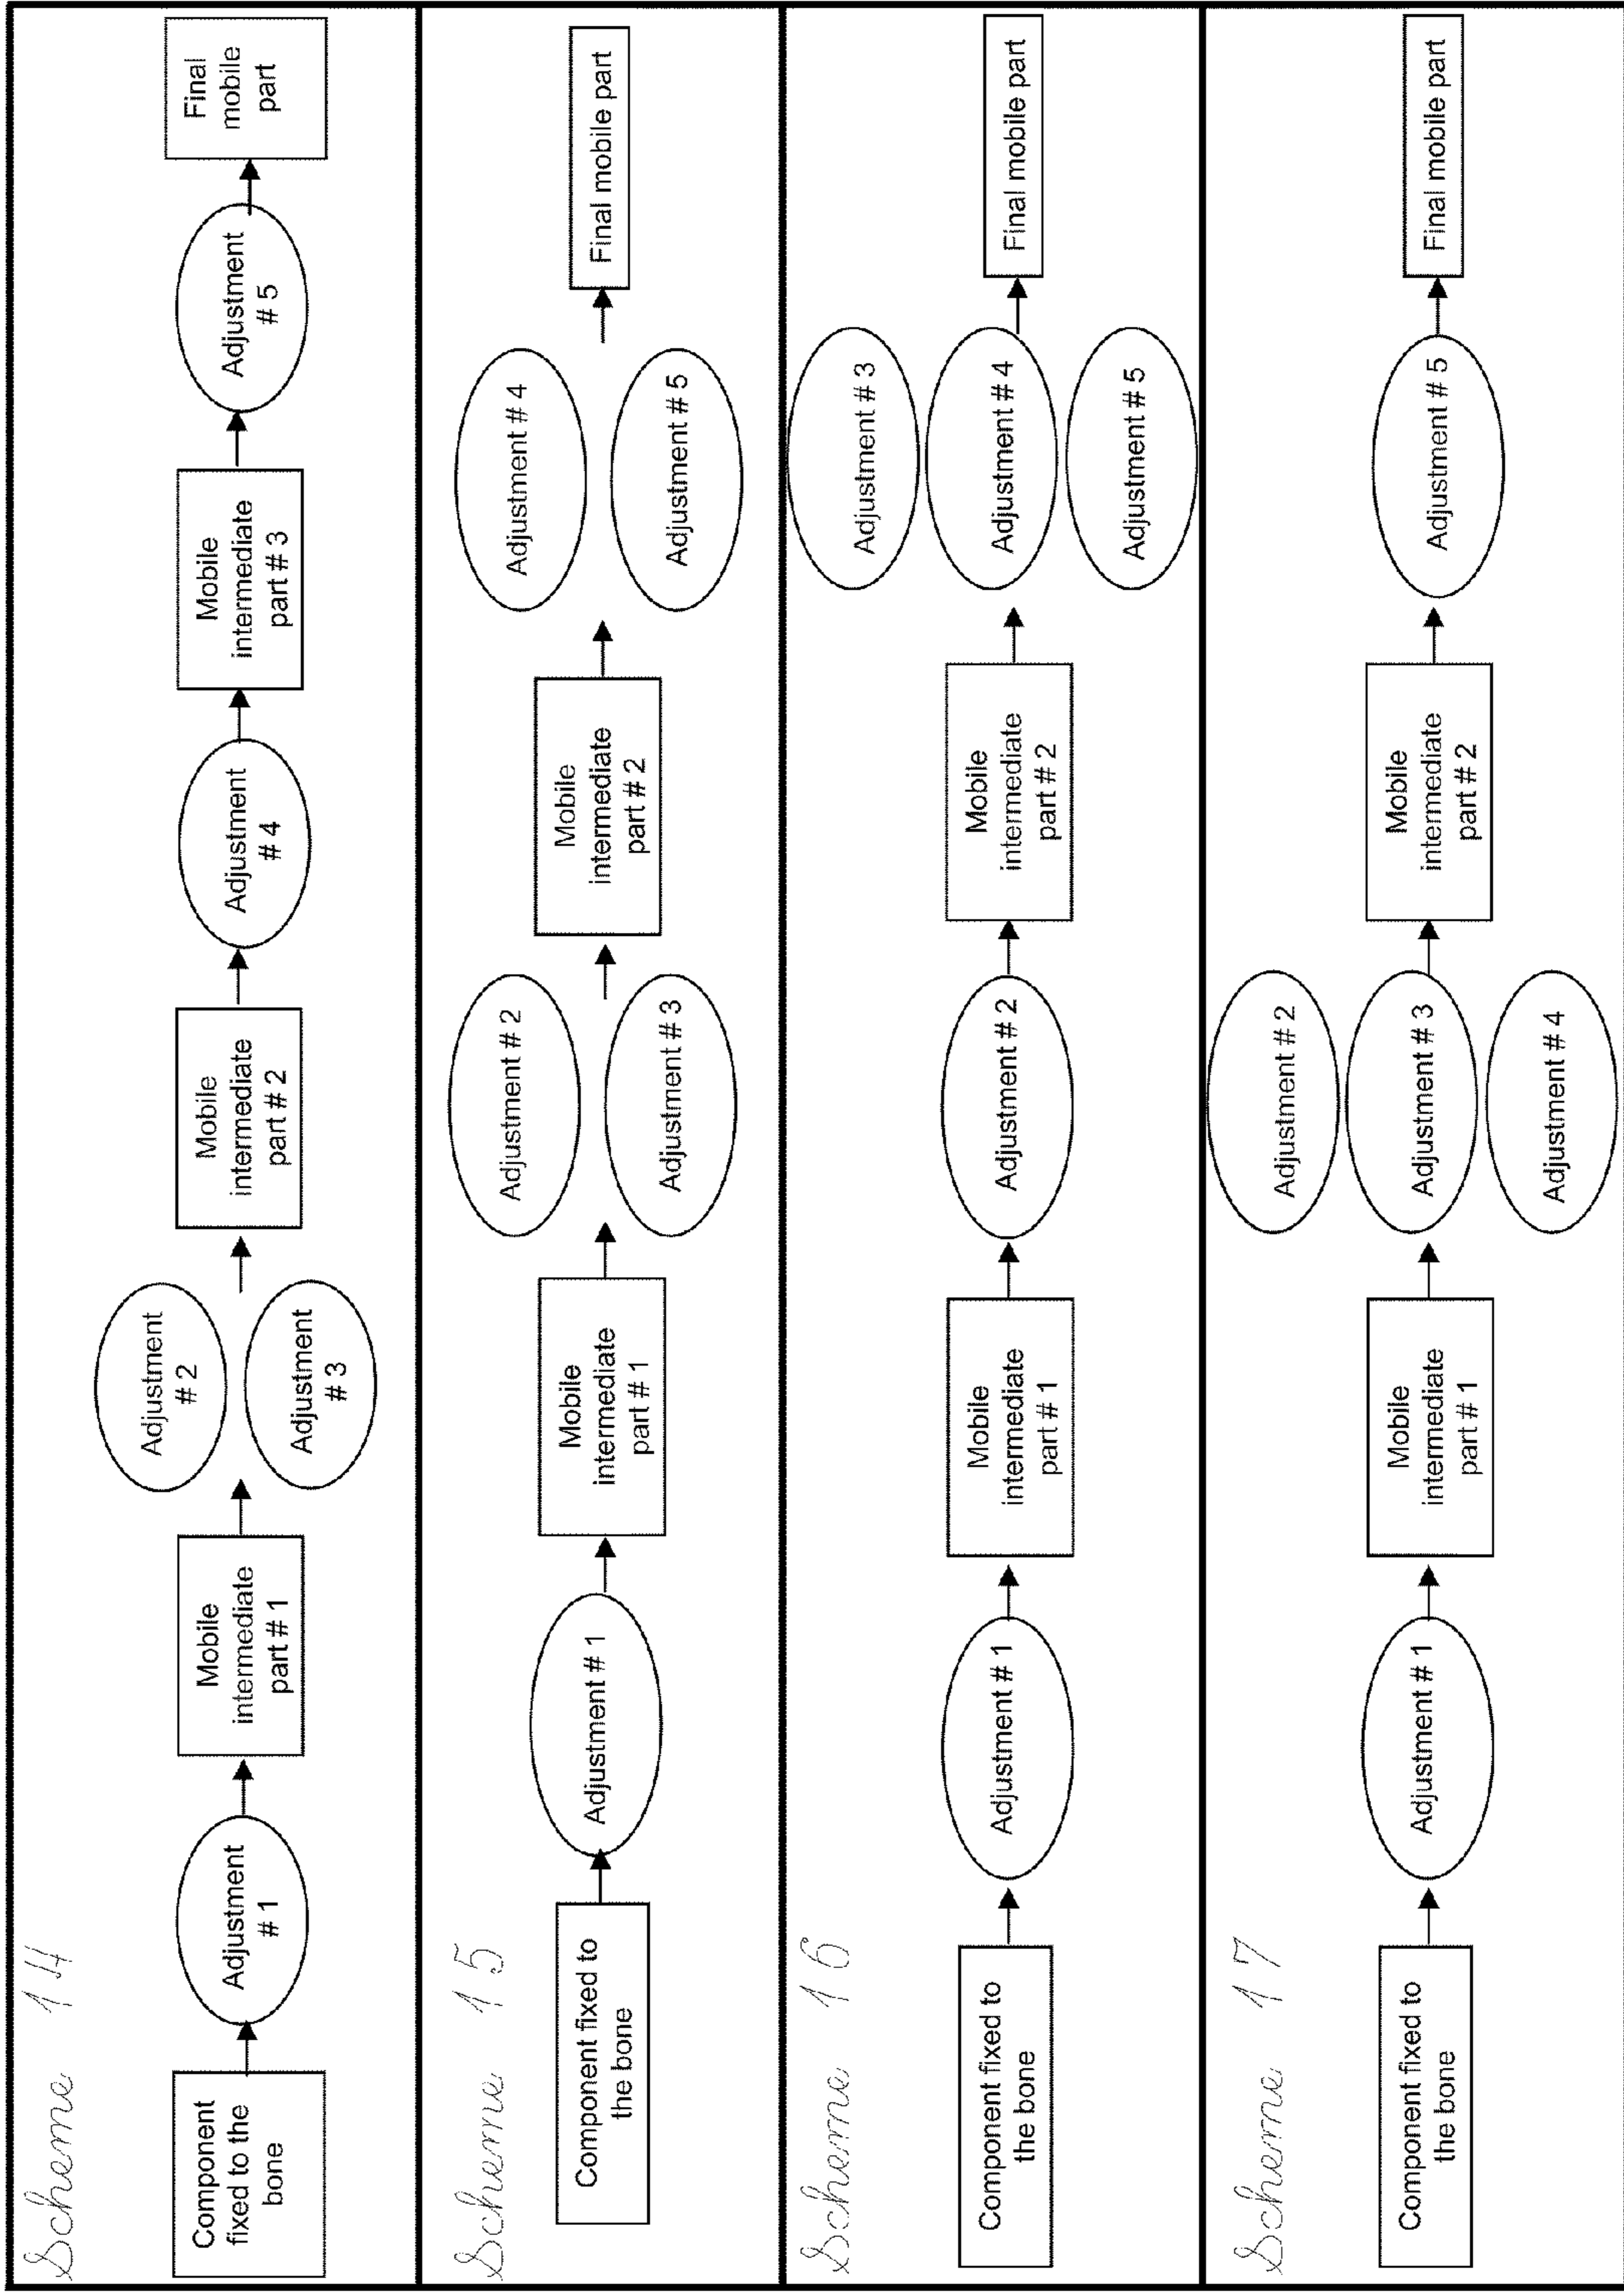 Scheme 14
Component
fixed to the
bone
Adjustment
# 1
Mobile
intermediate
part # 1
Adjustment
# 2
Adjustment
# 3
Mobile
intermediate
part # 2
Adjustment
# 4
Mobile
intermediate
part # 3
Adjustment
# 5
Final
mobile
part
Scheme 15
Component fixed to
the bone
Adjustment # 1
Mobile
intermediate
part # 1
Adjustment # 2
Adjustment # 3
Mobile
intermediate
part # 2
Adjustment # 4
Adjustment # 5
Final mobile part
Scheme 16
Component fixed to
the bone
Adjustment # 1
Mobile
intermediate
part # 1
Adjustment # 2
Mobile
intermediate
part # 2
Adjustment # 3
Adjustment # 4
Adjustment # 5
Final mobile part
Scheme 17
Component fixed to
the bone
Adjustment # 1
Mobile
intermediate
part # 1
Adjustment # 2
Adjustment # 3
Adjustment # 4
Mobile
intermediate
part # 2
Adjustment # 5
Final mobile part